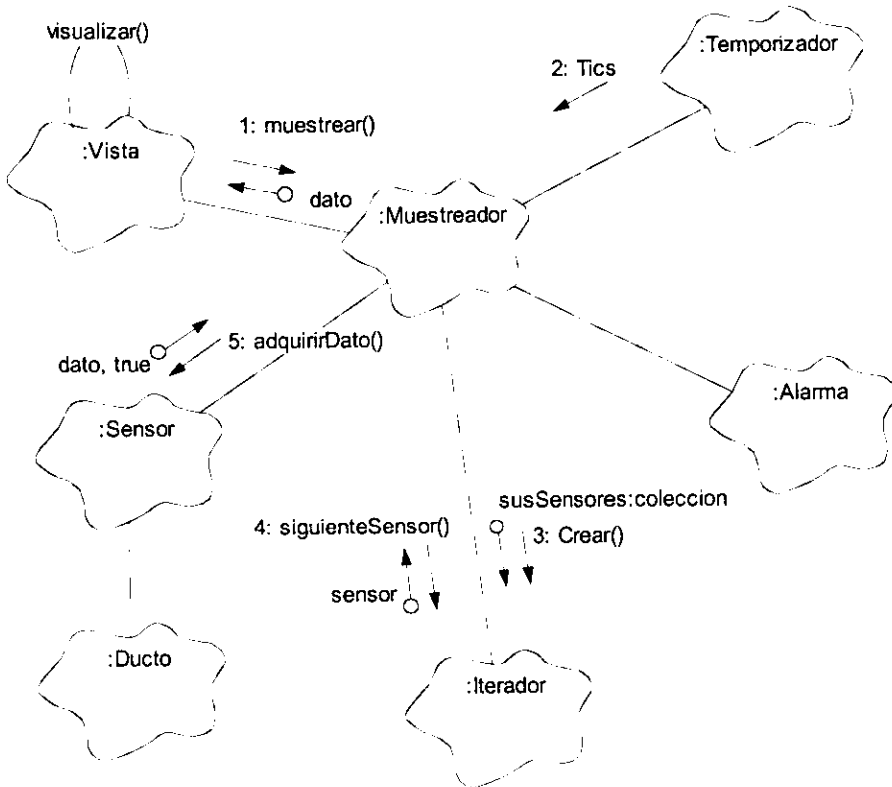 visualizar()
:Temporizador
2: Tics
1: muestrear()
:Vista
dato
:Muestreador
5: adquirirDato()
dato, true
:Alarma
:Sensor
susSensores:coleccion
4: siguienteSensor()
3: Crear()
sensor
:Ducto
:Iterador